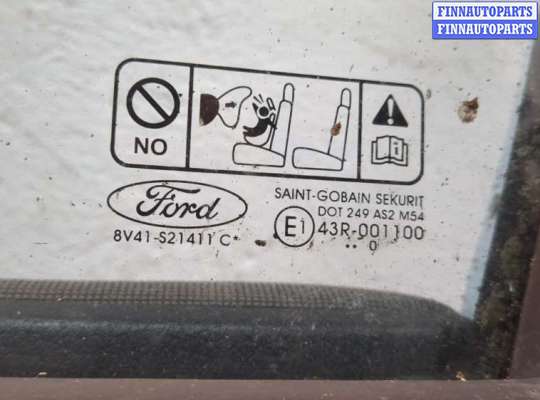 FINNAUTOPARTS
FINNAUTOPARTS
NO
Ford
8V41-S21411 C*
SAINT-GOBAIN SEKURIT
DOT 249 AS2 M54
E1 43R-001100
.. 0